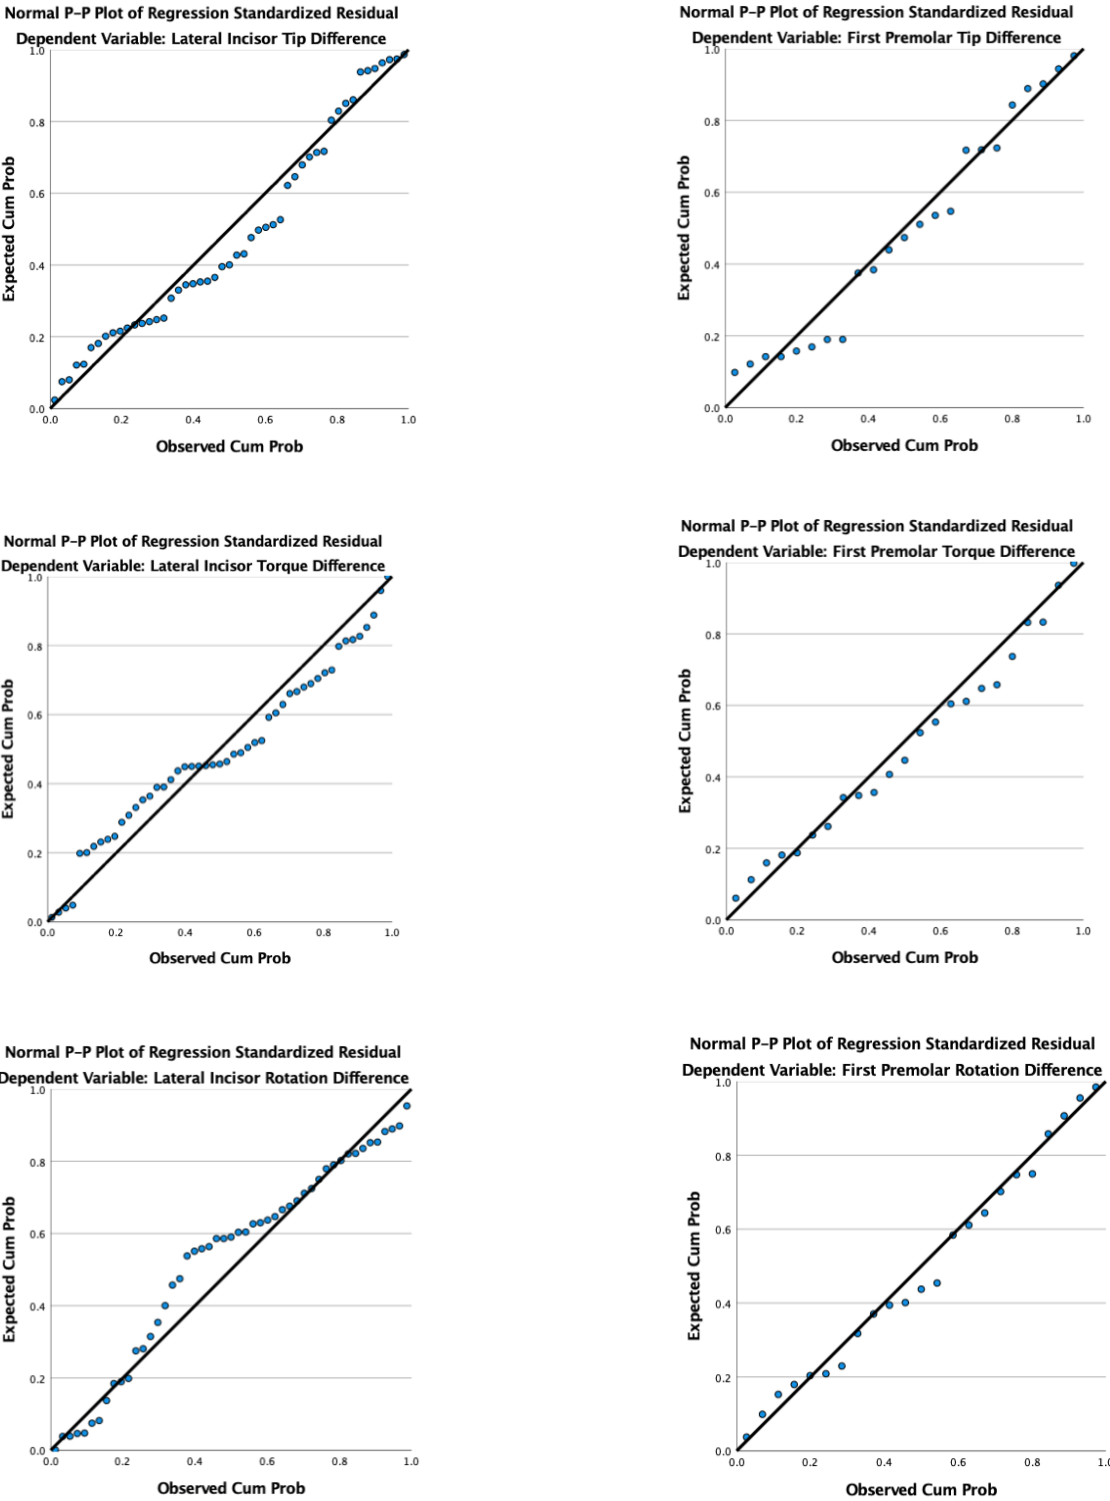 Normal P-P Plot of Regression Standardized Residual
Dependent Variable: Lateral Incisor Tip Difference
1.0
0.8
0.6
0.4
0.2
0.0
Expected Cum Prob
0.0 0.2 0.4 0.6 0.8 1.0
Observed Cum Prob
Normal P-P Plot of Regression Standardized Residual
Dependent Variable: First Premolar Tip Difference
1.0
0.8
0.6
0.4
0.2
0.0
Expected Cum Prob
0.0 0.2 0.4 0.6 0.8 1.0
Observed Cum Prob
Normal P-P Plot of Regression Standardized Residual
Dependent Variable: Lateral Incisor Torque Difference
1.0
0.8
0.6
0.4
0.2
0.0
Expected Cum Prob
0.0 0.2 0.4 0.6 0.8 1.0
Observed Cum Prob
Normal P-P Plot of Regression Standardized Residual
Dependent Variable: First Premolar Torque Difference
1.0
0.8
0.6
0.4
0.2
0.0
Expected Cum Prob
0.0 0.2 0.4 0.6 0.8 1.0
Observed Cum Prob
Normal P-P Plot of Regression Standardized Residual
Dependent Variable: Lateral Incisor Rotation Difference
1.0
0.8
0.6
0.4
0.2
0.0
Expected Cum Prob
0.0 0.2 0.4 0.6 0.8 1.0
Observed Cum Prob
Normal P-P Plot of Regression Standardized Residual
Dependent Variable: First Premolar Rotation Difference
1.0
0.8
0.6
0.4
0.2
0.0
Expected Cum Prob
0.0 0.2 0.4 0.6 0.8 1.0
Observed Cum Prob